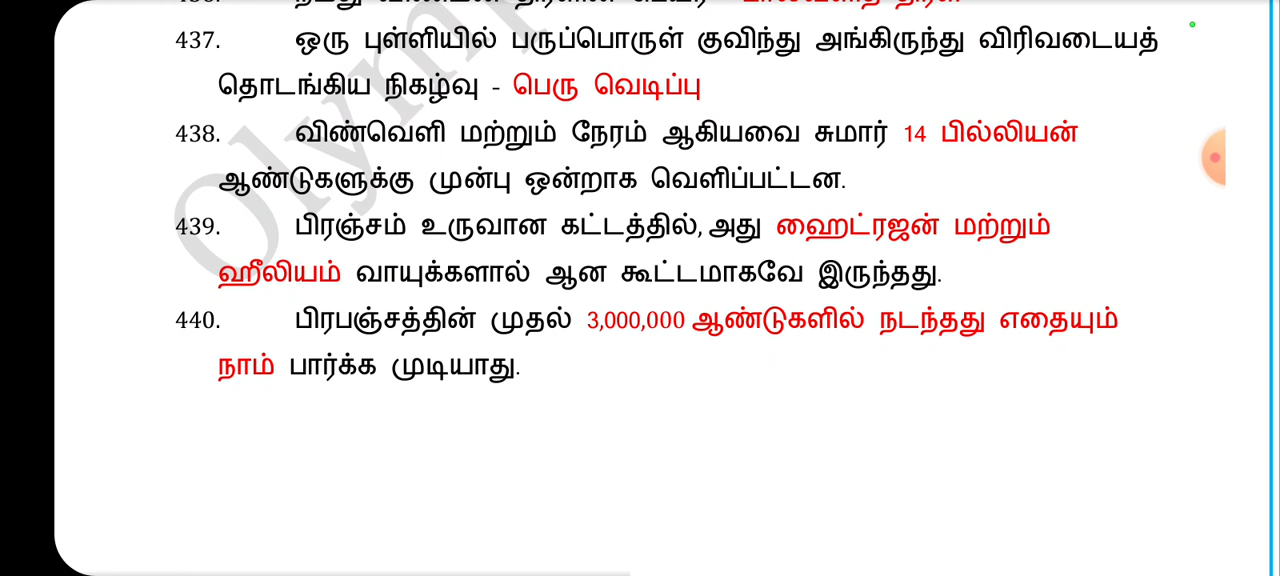 437. ஒரு புள்ளியில் பருப்பொருள் குவிந்து அங்கிருந்து விரிவடையத்
தொடங்கிய நிகழ்வு - பெரு வெடிப்பு
438. விண்வெளி மற்றும் நேரம் ஆகியவை சுமார் 14 பில்லியன்
ஆண்டுகளுக்கு முன்பு ஒன்றாக வெளிப்பட்டன.
439. பிரஞ்சம் உருவான கட்டத்தில், அது ஹைட்ரஜன் மற்றும்
ஹீலியம் வாயுக்களால் ஆன கூட்டமாகவே இருந்தது.
440. பிரபஞ்சத்தின் முதல் 3,000,000 ஆண்டுகளில் நடந்தது எதையும்
நாம் பார்க்க முடியாது.